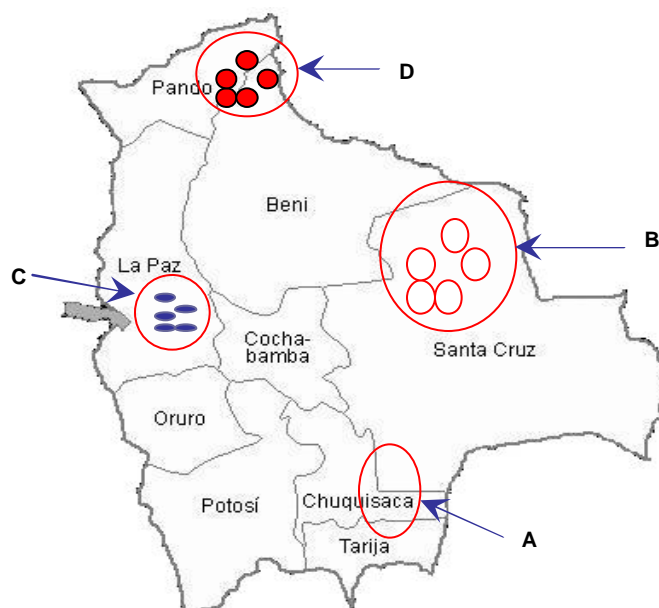 D
Pando
Beni
B
C
La Paz
Cocha-
bamba
Santa Cruz
Oruro
Potosí
Chuquisaca
A
Tarija